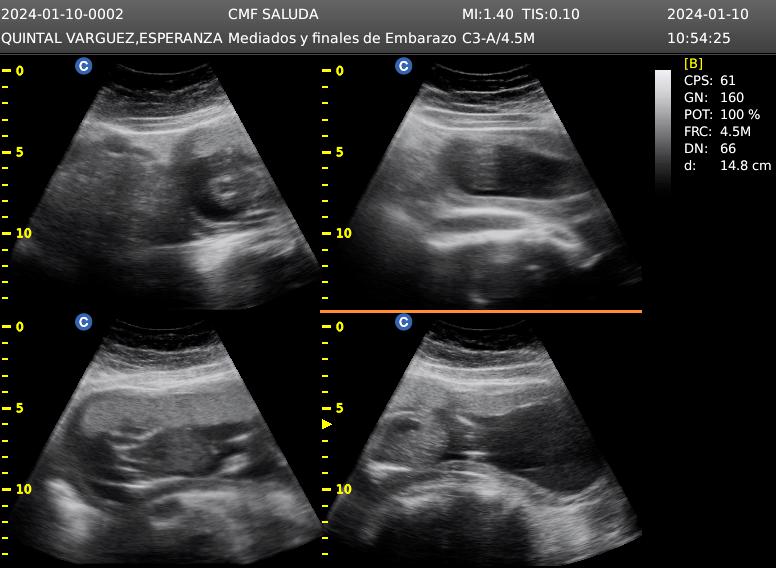 2024-01-10-0002 CMF SALUDA MI:1.40 TIS:0.10 2024-01-10
QUINTAL VARGUEZ,ESPERANZA Mediados y finales de Embarazo C3-A/4.5M 10:54:25
0 C 0 C [B]
CPS: 61
GN: 160
POT: 100 %
FRC: 4.5M
DN: 66
d: 14.8 cm
5 5
10 10
0 C 0 C
5 5
10 10